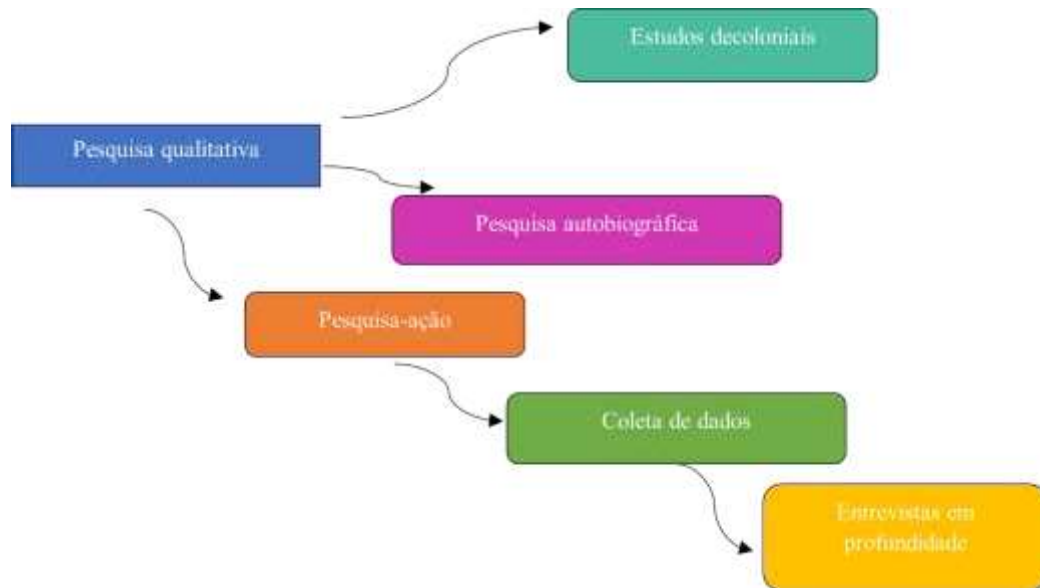 Estudos decoloniais
Pesquisa qualitativa
Pesquisa autobiográfica
Pesquisa-ação
Coleta de dados
Entrevistas em
profundidade